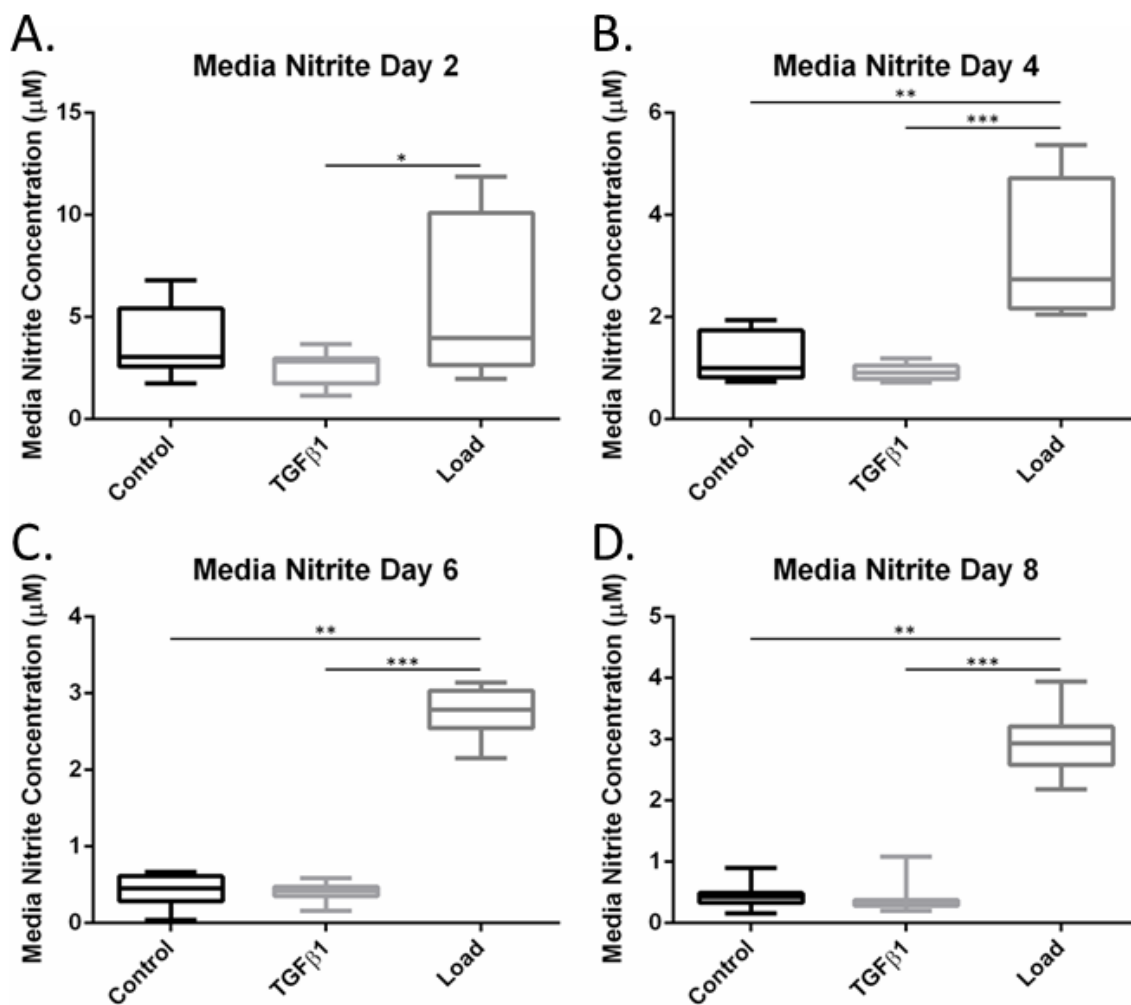 A.
Media Nitrite Day 2
Media Nitrite Concentration (μM)
15
10
5
0
*
Control
TGFβ1
Load
B.
Media Nitrite Day 4
Media Nitrite Concentration (μM)
6
4
2
0
**
***
Control
TGFβ1
Load
C.
Media Nitrite Day 6
Media Nitrite Concentration (μM)
4
3
2
1
0
**
***
Control
TGFβ1
Load
D.
Media Nitrite Day 8
Media Nitrite Concentration (μM)
5
4
3
2
1
0
**
***
Control
TGFβ1
Load